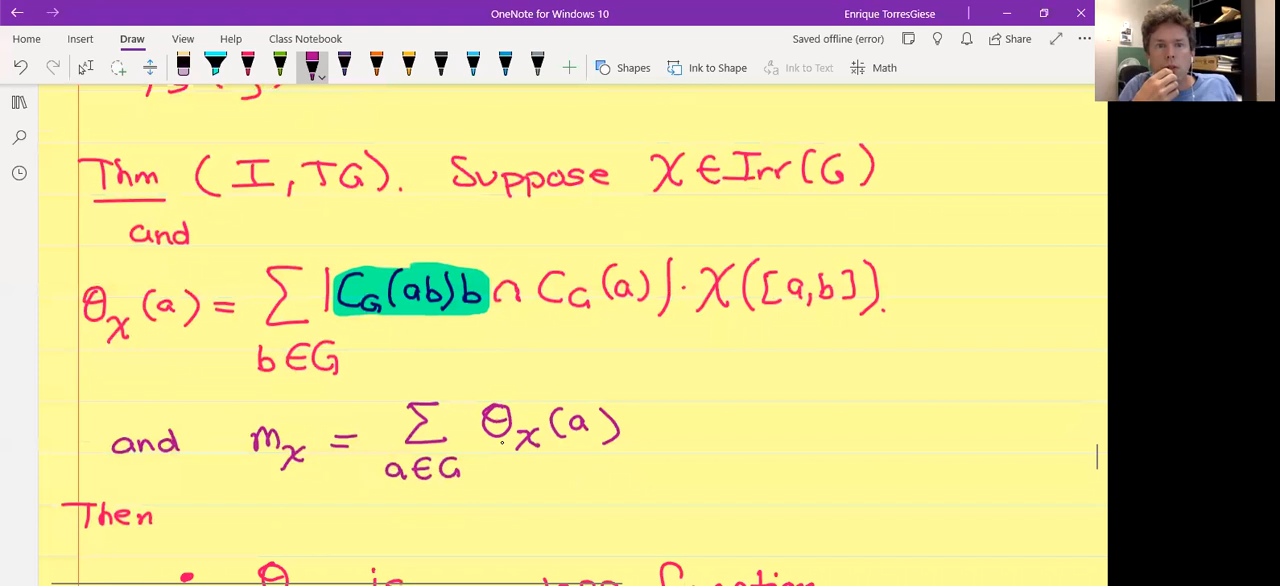 OneNote for Windows 10
Enrique TorresGiese
Home Insert Draw View Help Class Notebook
Saved offline (error)
Share
Shapes Ink to Shape Ink to Text Math
Thm (I, TG). Suppose χ ∈ Irr(G)
and
θ_χ(a) = ∑_{b∈G} |C_G(ab)b ∩ C_G(a)| · χ([a,b]).
and m_χ = ∑_{a∈G} θ_χ(a)
Then
function